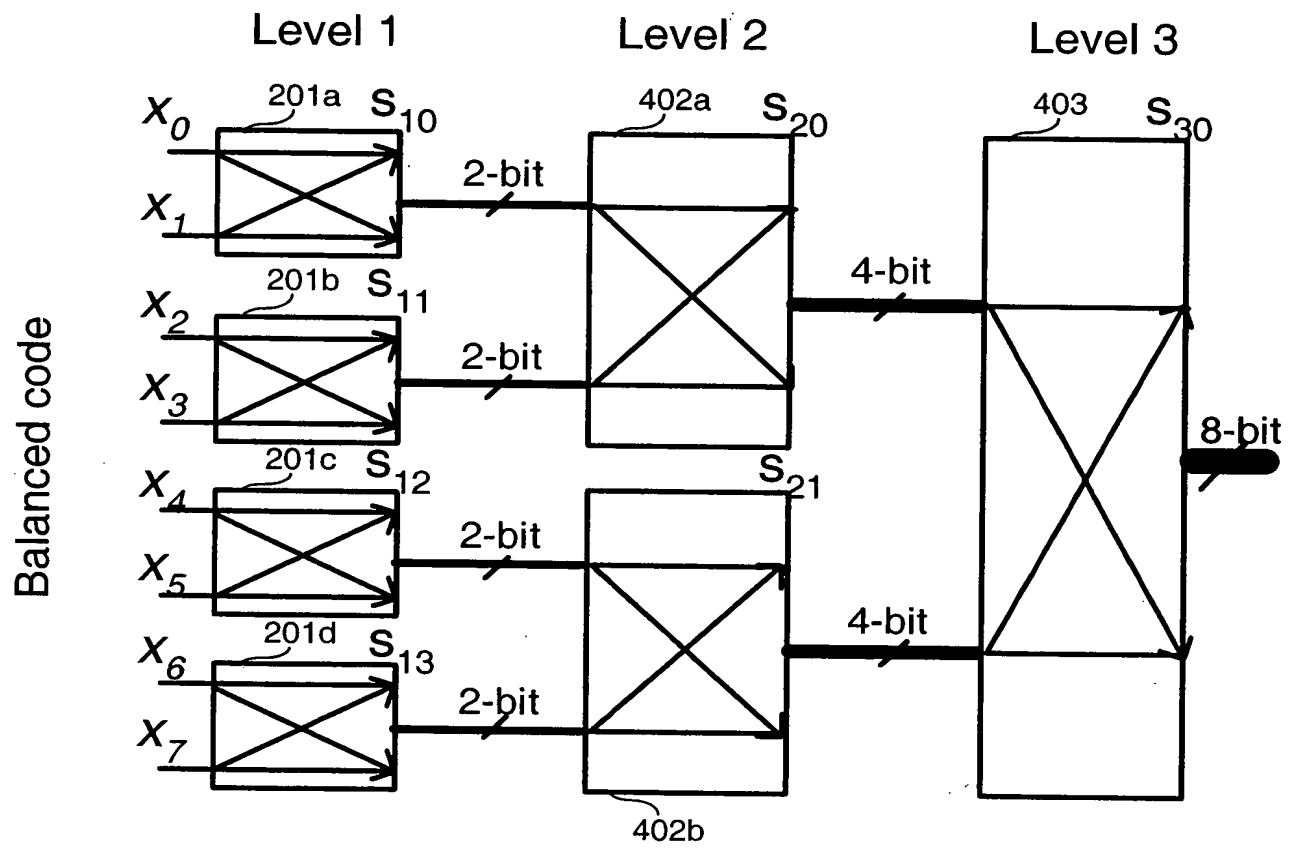 Level 1
Level 2
Level 3
Balanced code
X0
X1
201a
S10
2-bit
X2
X3
201b
S11
2-bit
X4
X5
201c
S12
2-bit
X6
X7
201d
S13
2-bit
402a
S20
4-bit
S21
402b
4-bit
403
S30
8-bit